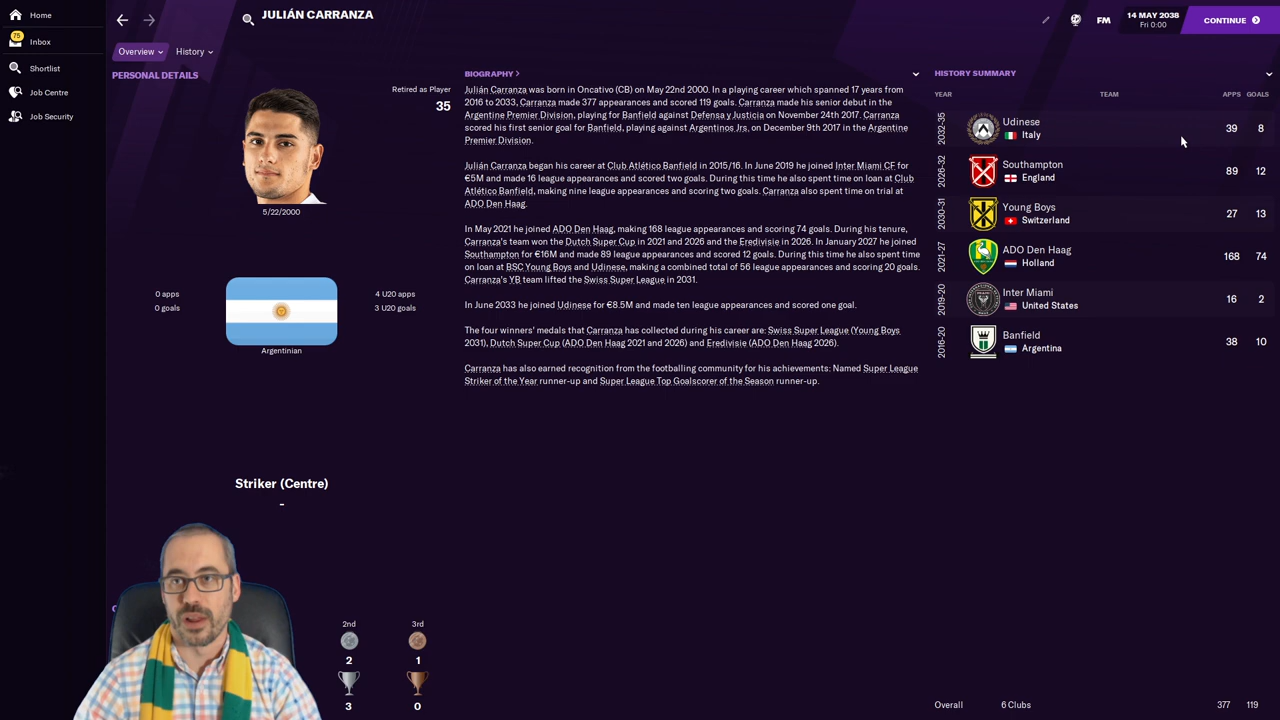 Home
75
Inbox
Shortlist
Job Centre
Job Security
JULIÁN CARRANZA
FM
14 MAY 2038
Fri 0:00
CONTINUE
Overview
History
PERSONAL DETAILS
Retired as Player
35
5/22/2000
0 apps
0 goals
4 U20 apps
3 U20 goals
Argentinian
Striker (Centre)
-
2nd
3rd
2
1
3
0
BIOGRAPHY
Julián Carranza was born in Oncativo (CB) on May 22nd 2000. In a playing career which spanned 17 years from
2016 to 2033, Carranza made 377 appearances and scored 119 goals. Carranza made his senior debut in the
Argentine Premier Division, playing for Banfield against Defensa y Justicia on November 24th 2017. Carranza
scored his first senior goal for Banfield, playing against Argentinos Jrs. on December 9th 2017 in the Argentine
Premier Division.
Julián Carranza began his career at Club Atlético Banfield in 2015/16. In June 2019 he joined Inter Miami CF for
€5M and made 16 league appearances and scored two goals. During this time he also spent time on loan at Club
Atlético Banfield, making nine league appearances and scoring two goals. Carranza also spent time on trial at
ADO Den Haag.
In May 2021 he joined ADO Den Haag, making 168 league appearances and scoring 74 goals. During his tenure,
Carranza's team won the Dutch Super Cup in 2021 and 2026 and the Eredivisie in 2026. In January 2027 he joined
Southampton for €16M and made 89 league appearances and scored 12 goals. During this time he also spent time
on loan at BSC Young Boys and Udinese, making a combined total of 56 league appearances and scoring 20 goals.
Carranza's YB team lifted the Swiss Super League in 2031.
In June 2033 he joined Udinese for €8.5M and made ten league appearances and scored one goal.
The four winners' medals that Carranza has collected during his career are: Swiss Super League (Young Boys
2031), Dutch Super Cup (ADO Den Haag 2021 and 2026) and Eredivisie (ADO Den Haag 2026).
Carranza has also earned recognition from the footballing community for his achievements: Named Super League
Striker of the Year runner-up and Super League Top Goalscorer of the Season runner-up.
HISTORY SUMMARY
YEAR TEAM APPS GOALS
2032-35 Udinese 39 8
Italy
2026-32 Southampton 89 12
England
2030-31 Young Boys 27 13
Switzerland
2021-27 ADO Den Haag 168 74
Holland
2019-20 Inter Miami 16 2
United States
2016-20 Banfield 38 10
Argentina
Overall 6 Clubs 377 119